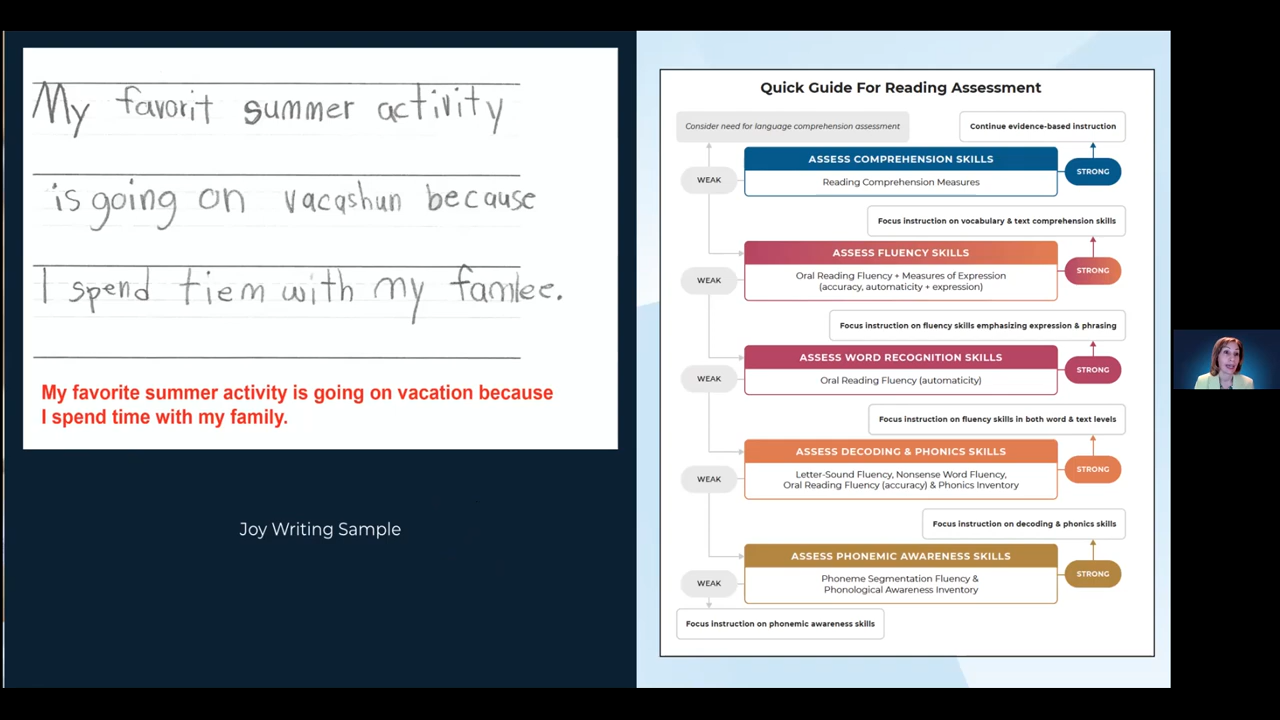 My favorit summer activity
is going on vacashun because
I spend tiem with my famlee.
My favorite summer activity is going on vacation because
I spend time with my family.
Joy Writing Sample
Quick Guide For Reading Assessment
Consider need for language comprehension assessment
Continue evidence-based instruction
ASSESS COMPREHENSION SKILLS
Reading Comprehension Measures
WEAK
STRONG
Focus instruction on vocabulary & text comprehension skills
ASSESS FLUENCY SKILLS
Oral Reading Fluency + Measures of Expression
(accuracy, automaticity + expression)
WEAK
STRONG
Focus instruction on fluency skills emphasizing expression & phrasing
ASSESS WORD RECOGNITION SKILLS
Oral Reading Fluency (automaticity)
WEAK
STRONG
Focus instruction on fluency skills in both word & text levels
ASSESS DECODING & PHONICS SKILLS
Letter-Sound Fluency, Nonsense Word Fluency,
Oral Reading Fluency (accuracy) & Phonics Inventory
WEAK
STRONG
Focus instruction on decoding & phonics skills
ASSESS PHONEMIC AWARENESS SKILLS
Phoneme Segmentation Fluency &
Phonological Awareness Inventory
WEAK
STRONG
Focus instruction on phonemic awareness skills